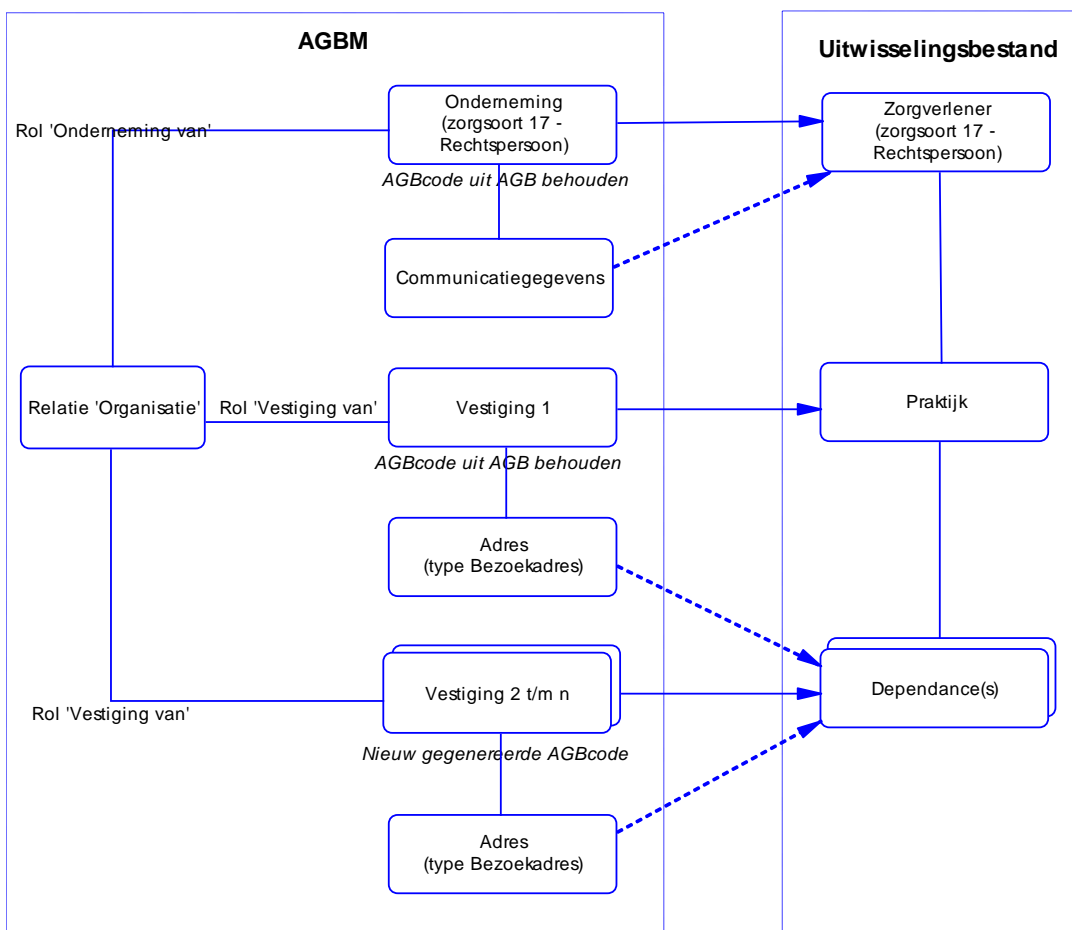 AGBM
Uitwisselingsbestand
Onderneming
(zorgsoort 17 -
Rechtspersoon)
Zorgverlener
(zorgsoort 17 -
Rechtspersoon)
Rol 'Onderneming van'
AGBcode uit AGB behouden
Communicatiegegevens
Relatie 'Organisatie'
Rol 'Vestiging van'
Vestiging 1
Praktijk
AGBcode uit AGB behouden
Adres
(type Bezoekadres)
Vestiging 2 t/m n
Dependance(s)
Rol 'Vestiging van'
Nieuw gegenereerde AGBcode
Adres
(type Bezoekadres)